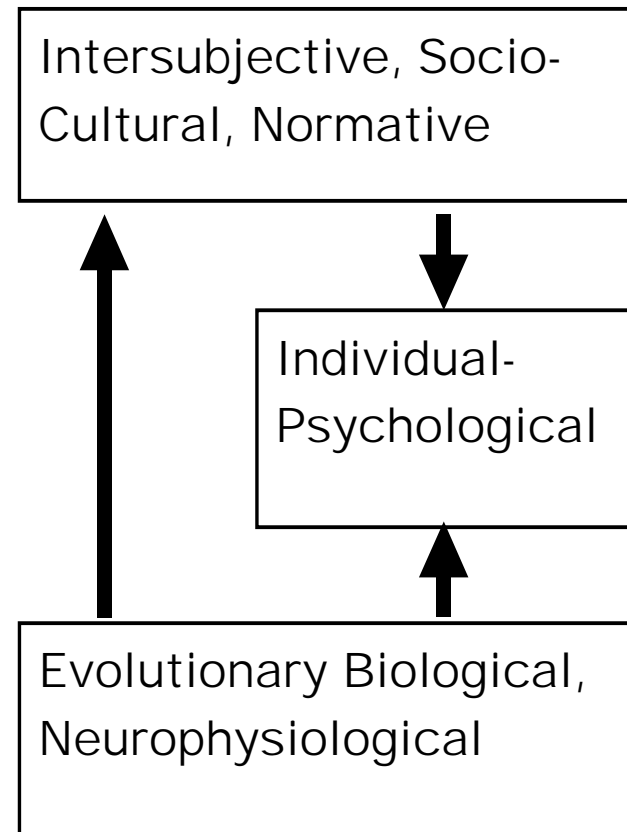 Intersubjective, Socio-
Cultural, Normative
Individual-
Psychological
Evolutionary Biological,
Neurophysiological